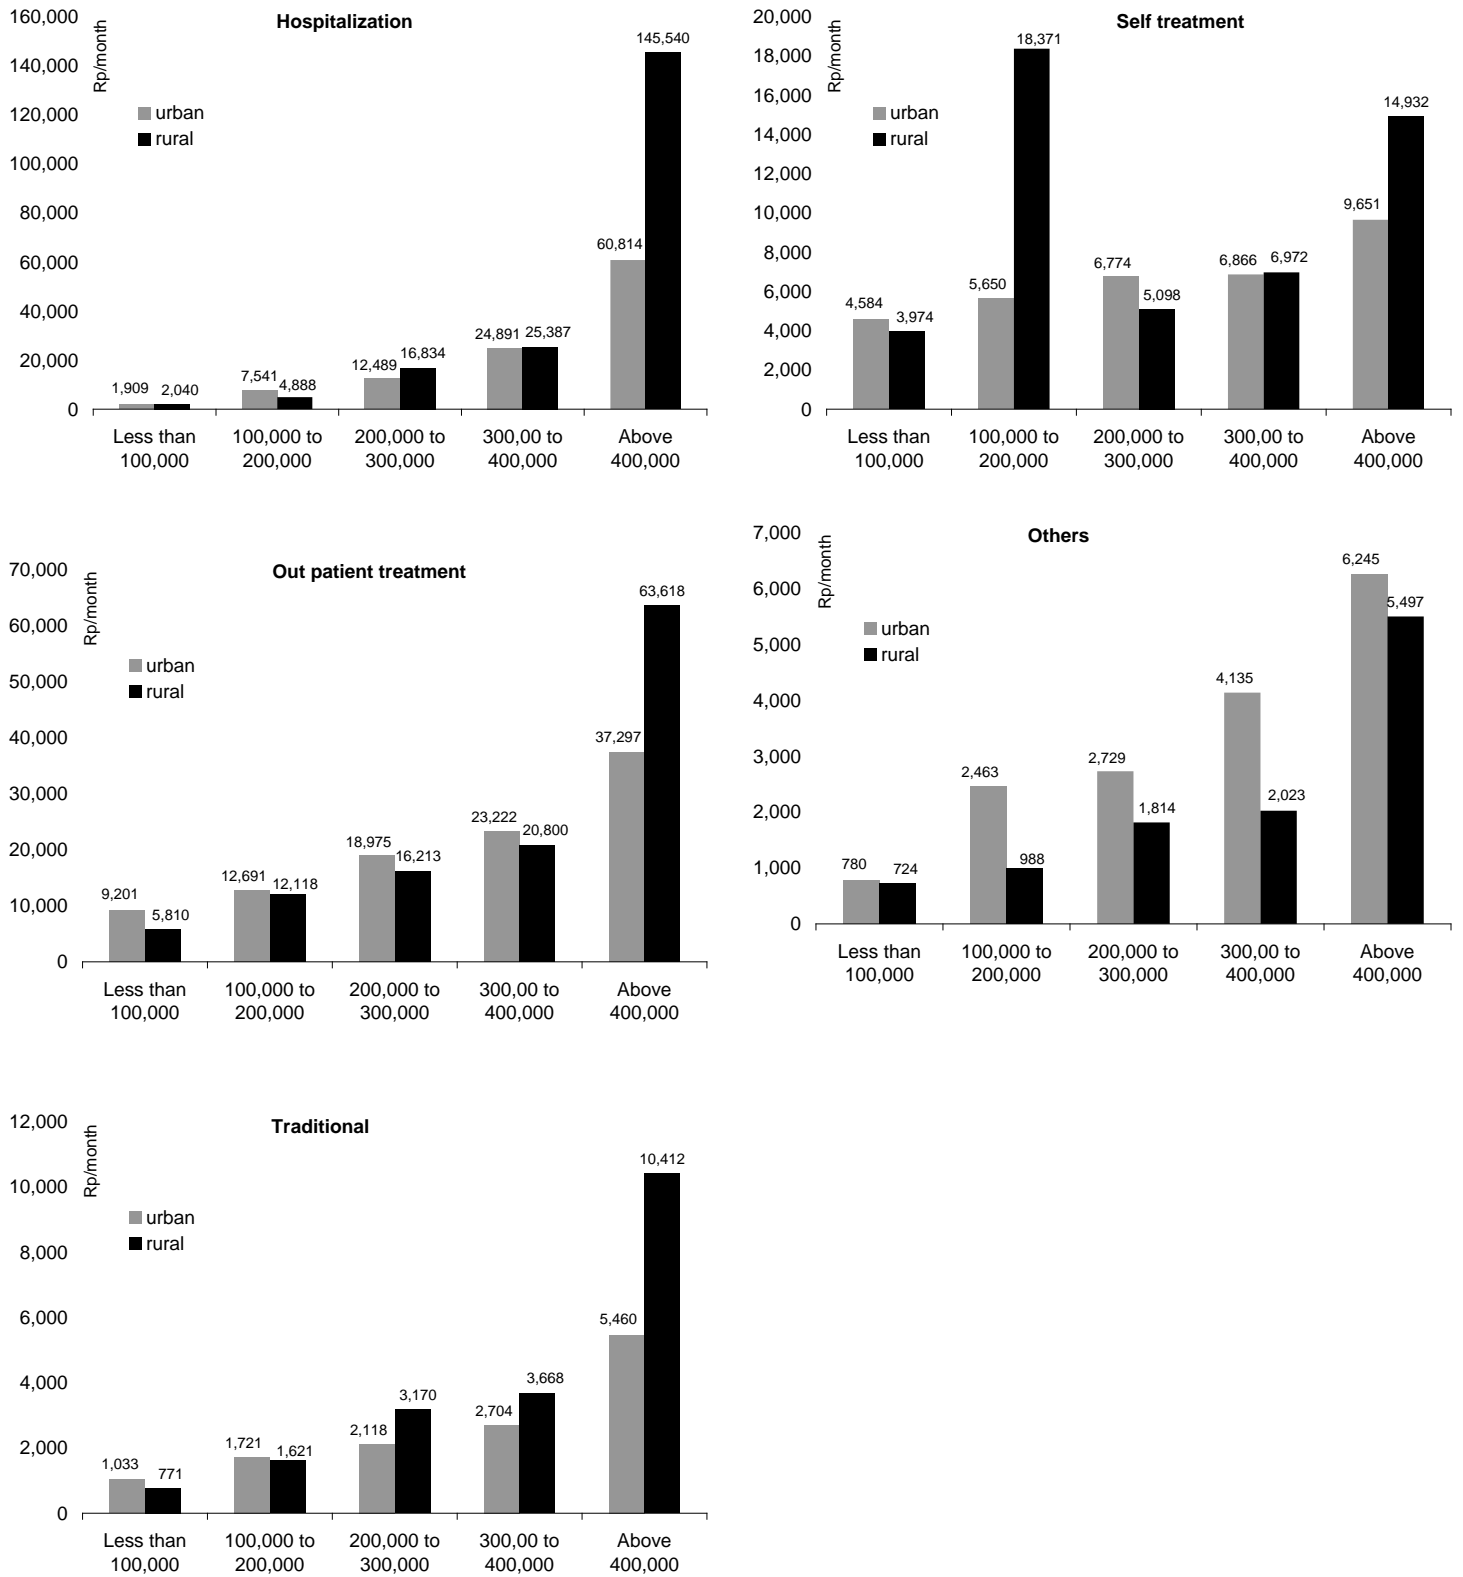 Hospitalization
Rp/month
160,000
140,000
120,000
100,000
80,000
60,000
40,000
20,000
0
urban
rural
1,909
2,040
7,541
4,888
12,489
16,834
24,891
25,387
60,814
145,540
Less than
100,000
100,000 to
200,000
200,000 to
300,000
300,00 to
400,000
Above
400,000
Self treatment
Rp/month
20,000
18,000
16,000
14,000
12,000
10,000
8,000
6,000
4,000
2,000
0
urban
rural
4,584
3,974
5,650
18,371
6,774
5,098
6,866
6,972
9,651
14,932
Less than
100,000
100,000 to
200,000
200,000 to
300,000
300,00 to
400,000
Above
400,000
Out patient treatment
Rp/month
70,000
60,000
50,000
40,000
30,000
20,000
10,000
0
urban
rural
9,201
5,810
12,691
12,118
18,975
16,213
23,222
20,800
37,297
63,618
Less than
100,000
100,000 to
200,000
200,000 to
300,000
300,00 to
400,000
Above
400,000
Others
Rp/month
7,000
6,000
5,000
4,000
3,000
2,000
1,000
0
urban
rural
780
724
2,463
988
2,729
1,814
4,135
2,023
6,245
5,497
Less than
100,000
100,000 to
200,000
200,000 to
300,000
300,00 to
400,000
Above
400,000
Traditional
Rp/month
12,000
10,000
8,000
6,000
4,000
2,000
0
urban
rural
1,033
771
1,721
1,621
2,118
3,170
2,704
3,668
5,460
10,412
Less than
100,000
100,000 to
200,000
200,000 to
300,000
300,00 to
400,000
Above
400,000